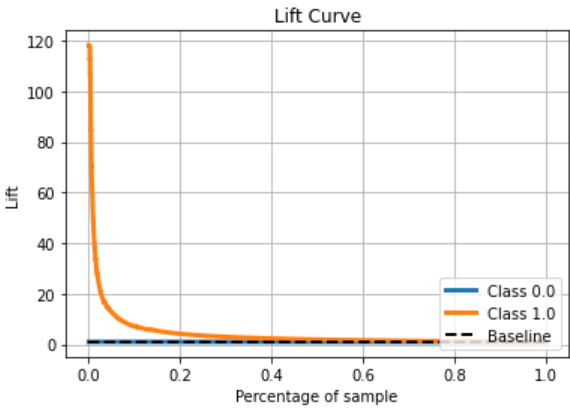 Lift Curve
120
100
80
60
40
20
0
Lift
0.0
0.2
0.4
0.6
0.8
1.0
Percentage of sample
Class 0.0
Class 1.0
Baseline